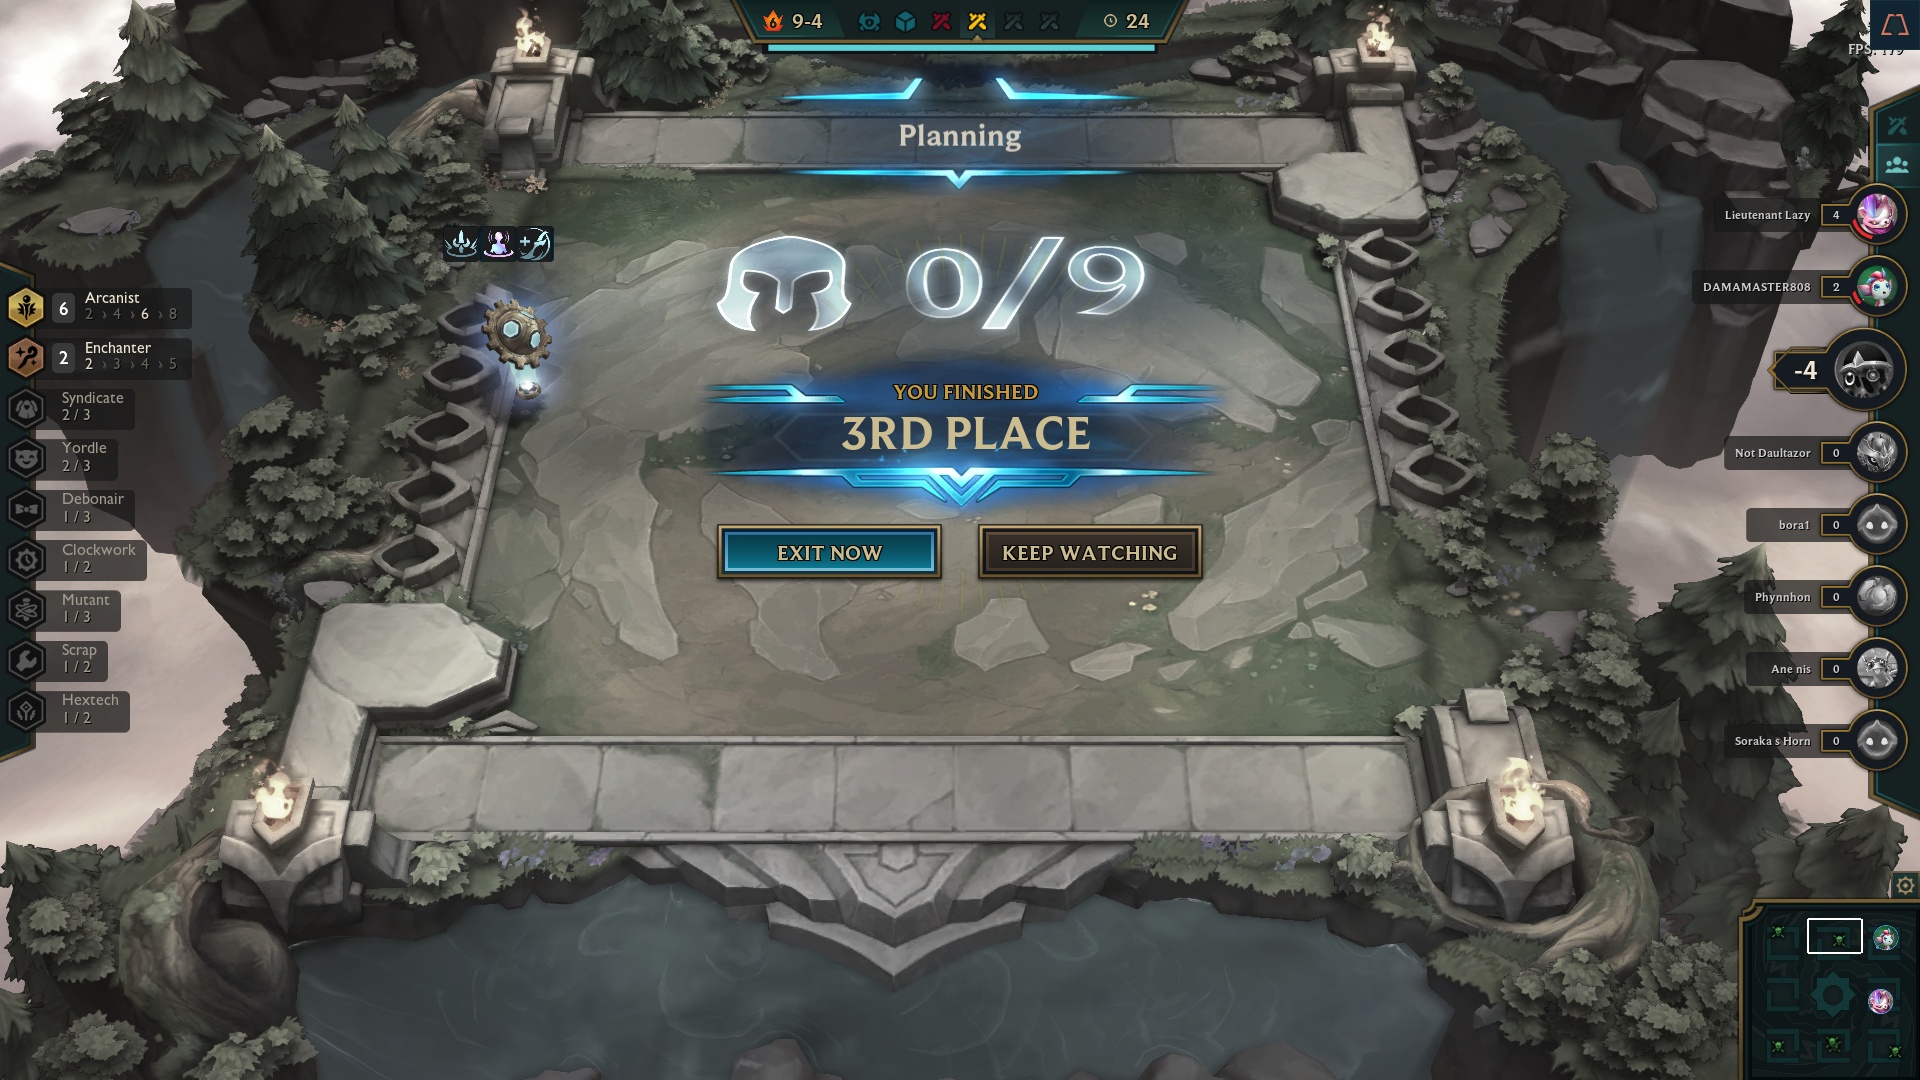 9-4
24
FPS: 179
Planning
0/9
YOU FINISHED
3RD PLACE
EXIT NOW
KEEP WATCHING
6
Arcanist
2 › 4 › 6 › 8
2
Enchanter
2 › 3 › 4 › 5
Syndicate
2 / 3
Yordle
2 / 3
Debonair
1 / 3
Clockwork
1 / 2
Mutant
1 / 3
Scrap
1 / 2
Hextech
1 / 2
Lieutenant Lazy 4
DAMAMASTER808 2
-4
Not Daultazor 0
bora1 0
Phynnhon 0
Ane nis 0
Soraka s Horn 0